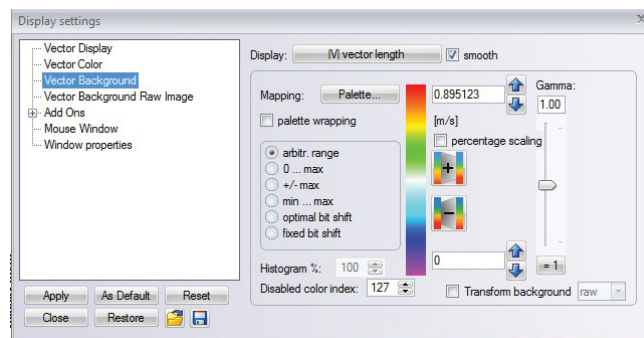 Display settings
Vector Display
Vector Color
Vector Background
Vector Background Raw Image
Add Ons
Mouse Window
Window properties
Apply As Default Reset
Close Restore
Display: |V| vector length smooth
Mapping: Palette... 0.895123 Gamma:
1.00
palette wrapping [m/s]
percentage scaling
arbitr. range
0 ... max
+/- max
min ... max
optimal bit shift
fixed bit shift
+
−
0
= 1
Histogram %: 100
Disabled color index: 127 Transform background raw